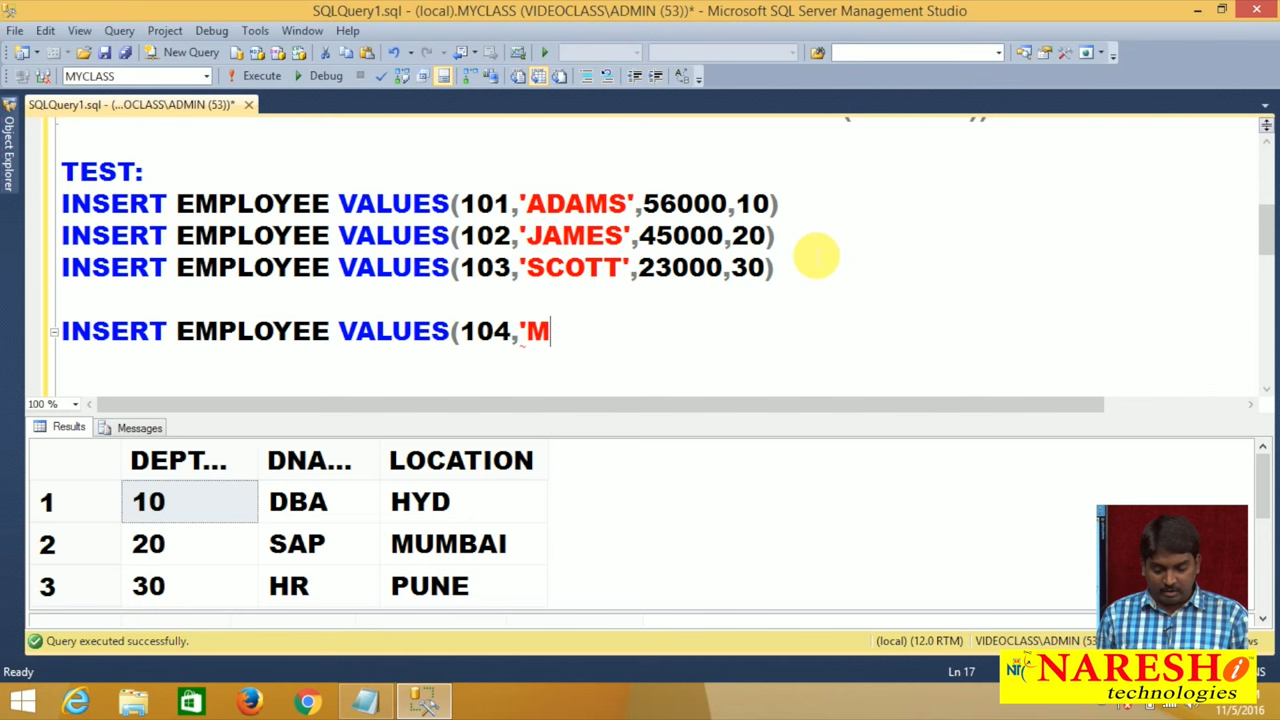 SQLQuery1.sql - (local).MYCLASS (VIDEOCLASS\ADMIN (53))* - Microsoft SQL Server Management Studio
File Edit View Query Project Debug Tools Window Help
New Query
MYCLASS Execute Debug
SQLQuery1.sql - (...OCLASS\ADMIN (53))*
Object Explorer
TEST:
INSERT EMPLOYEE VALUES(101,'ADAMS',56000,10)
INSERT EMPLOYEE VALUES(102,'JAMES',45000,20)
INSERT EMPLOYEE VALUES(103,'SCOTT',23000,30)
INSERT EMPLOYEE VALUES(104,'M
100 %
Results Messages
DEPT... DNA... LOCATION
1 10 DBA HYD
2 20 SAP MUMBAI
3 30 HR PUNE
Query executed successfully. (local) (12.0 RTM) VIDEOCLASS\ADMIN (53)
Ready Ln 17
NARESH i
technologies
11/5/2016